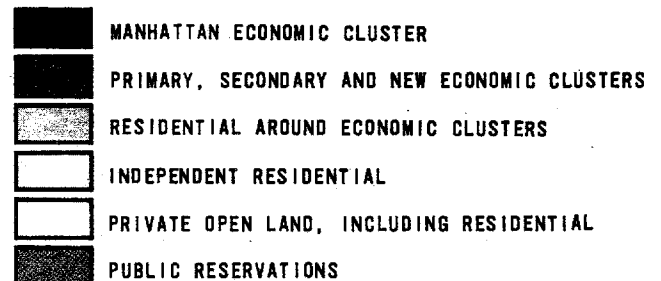 MANHATTAN ECONOMIC CLUSTER
PRIMARY, SECONDARY AND NEW ECONOMIC CLUSTERS
RESIDENTIAL AROUND ECONOMIC CLUSTERS
INDEPENDENT RESIDENTIAL
PRIVATE OPEN LAND, INCLUDING RESIDENTIAL
PUBLIC RESERVATIONS